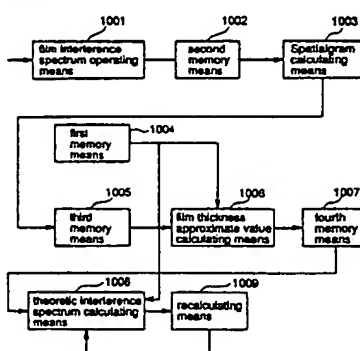 1001
1002
1003
film interference
spectrum operating
means
second
memory
means
Spatialgram
calculating
means
1004
first
memory
means
1005
1006
1007
third
memory
means
film thickness
approximate value
calculating means
fourth
memory
means
1008
1009
theoretic interference
spectrum calculating
means
recalculating
means